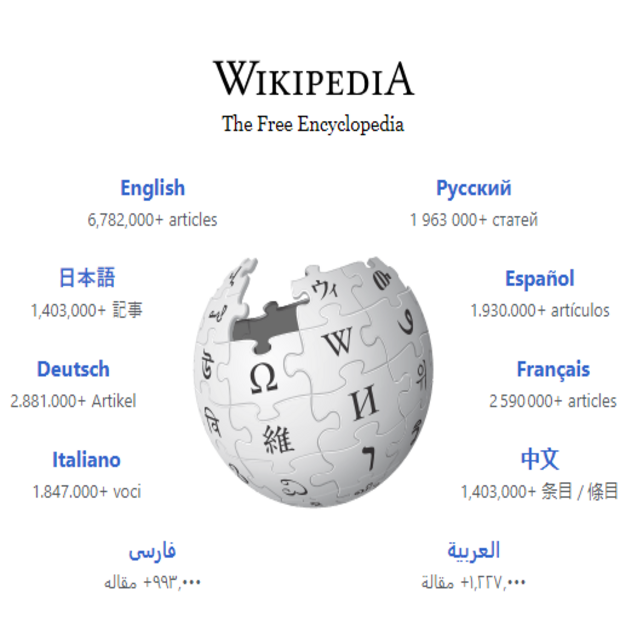 WIKIPEDIA
The Free Encyclopedia
English
6,782,000+ articles
Русский
1 963 000+ статей
日本語
1,403,000+ 記事
Español
1.930.000+ artículos
Deutsch
2.881.000+ Artikel
Français
2 590 000+ articles
Italiano
1.847.000+ voci
中文
1,403,000+ 条目 / 條目
فارسی
۹۹۳٬۰۰۰+ مقاله
العربية
١٬٢٢٧٬٠٠٠+ مقالة
ウィ
W
Ω
И
維